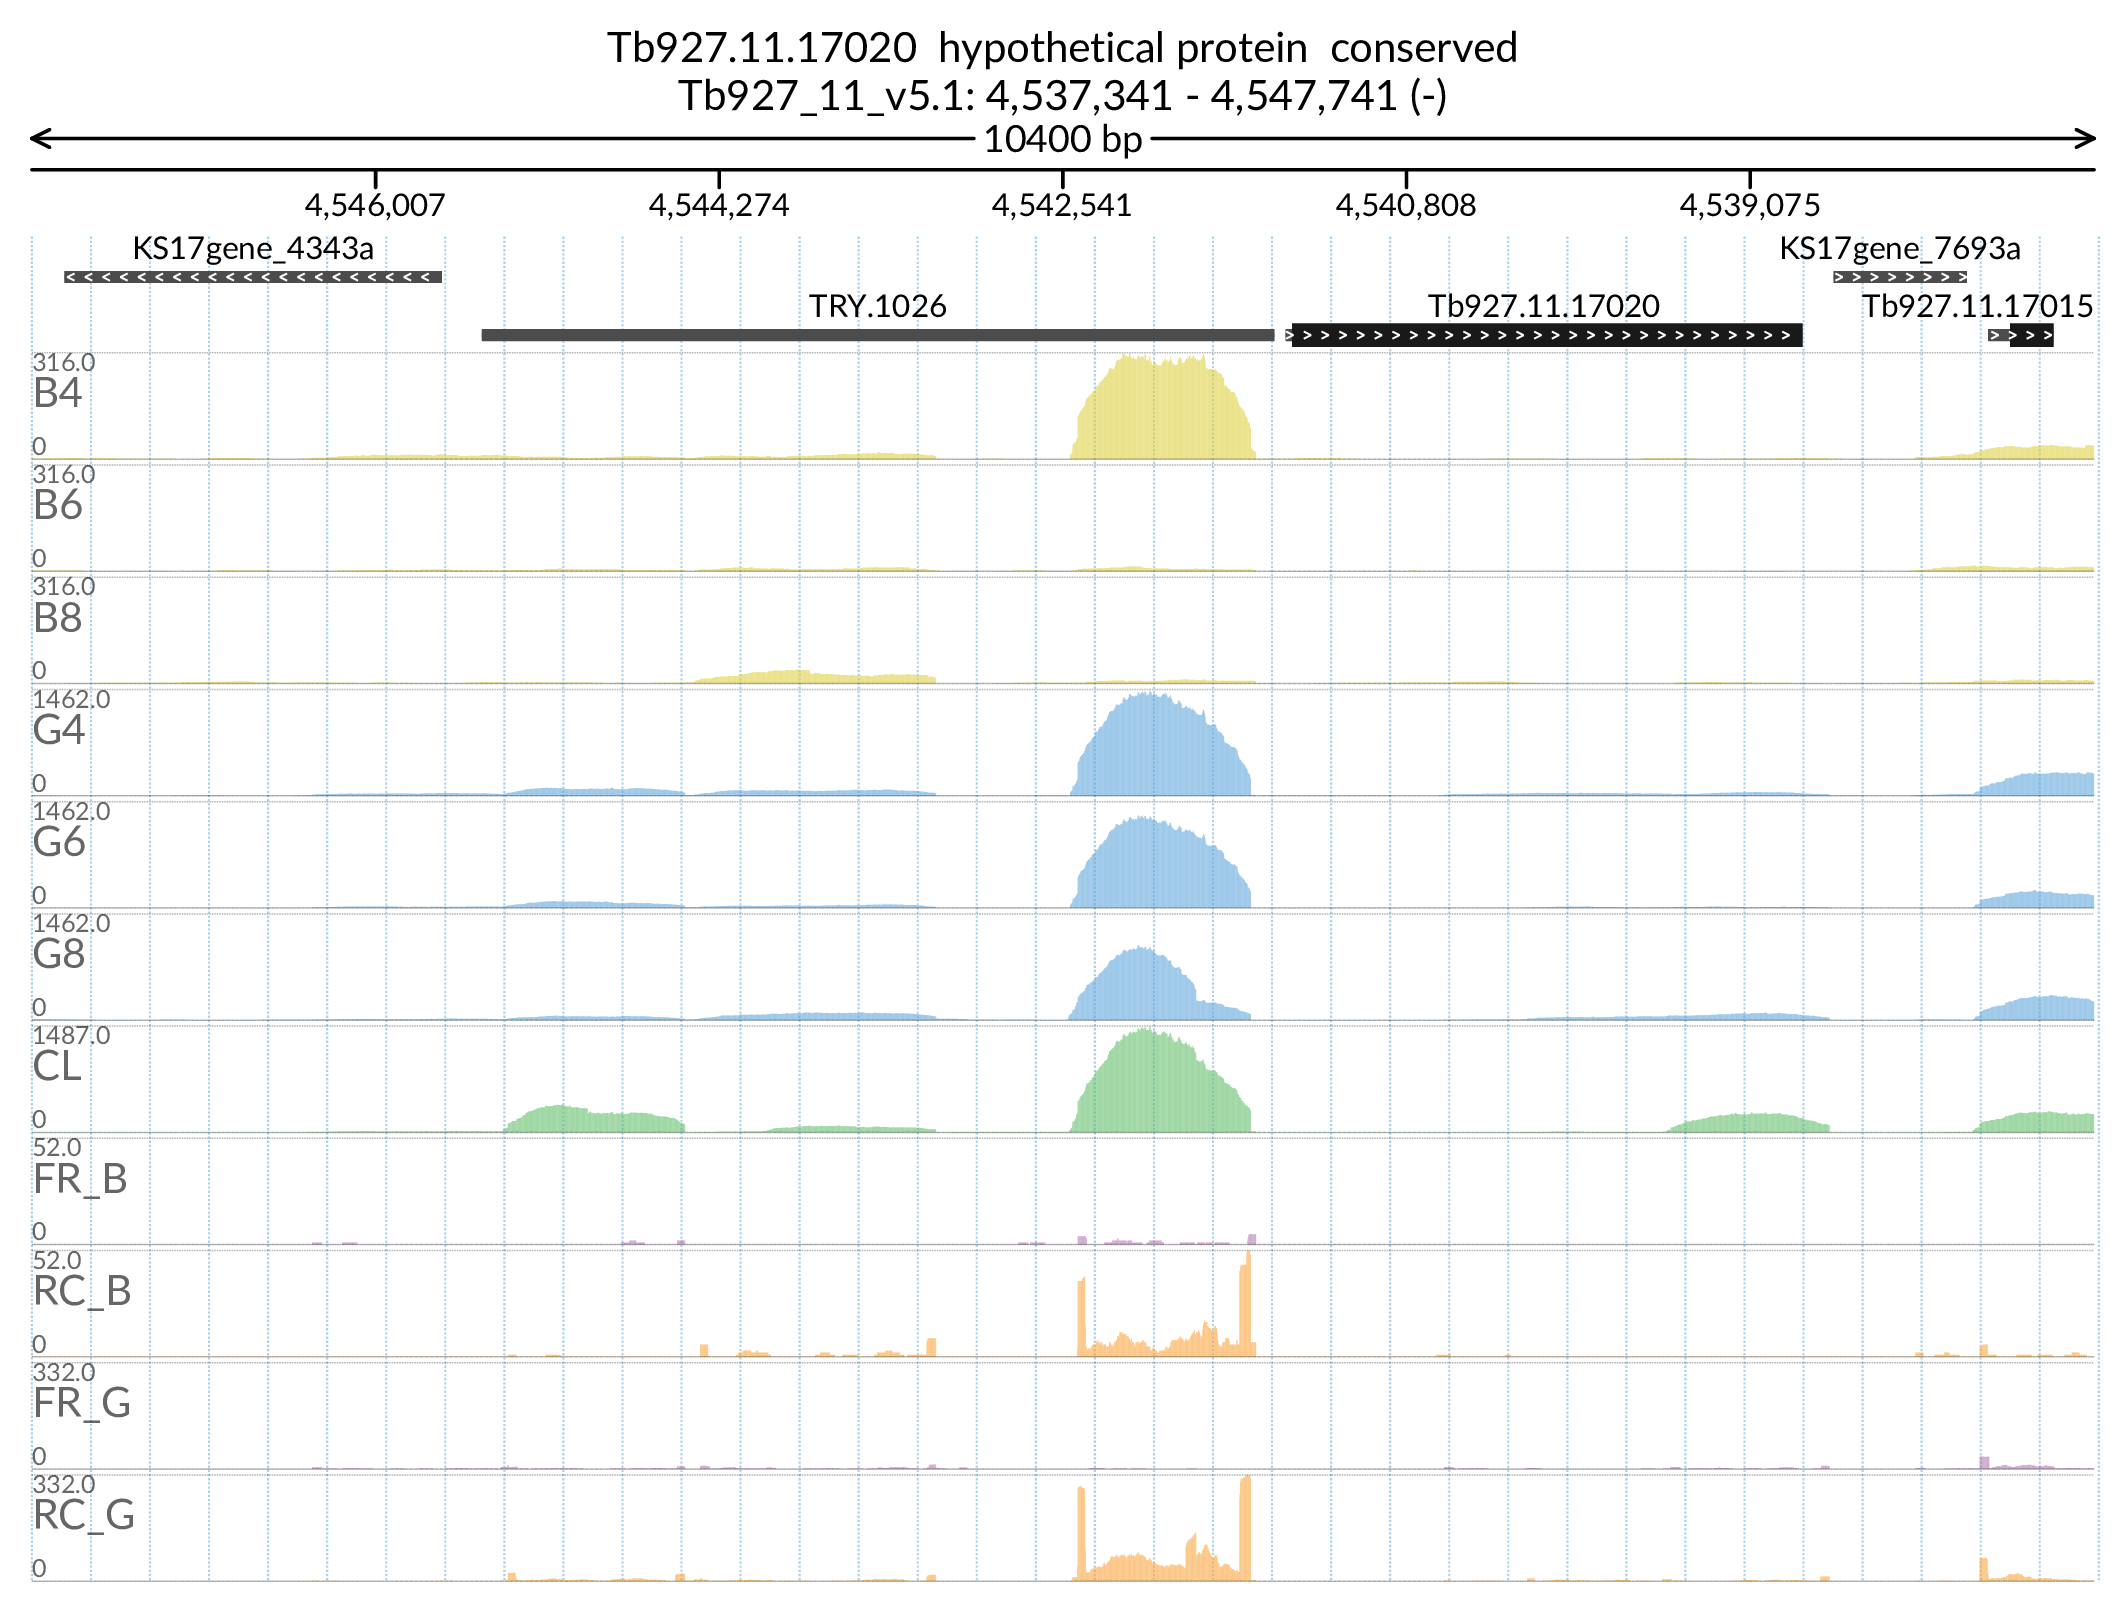 Tb927.11.17020  hypothetical protein  conserved
Tb927_11_v5.1: 4,537,341 - 4,547,741 (-)
10400 bp
4,546,007 4,544,274 4,542,541 4,540,808 4,539,075
KS17gene_4343a KS17gene_7693a
TRY.1026 Tb927.11.17020 Tb927.11.17015
316.0
B4
0
316.0
B6
0
316.0
B8
0
1462.0
G4
0
1462.0
G6
0
1462.0
G8
0
1487.0
CL
0
52.0
FR_B
0
52.0
RC_B
0
332.0
FR_G
0
332.0
RC_G
0